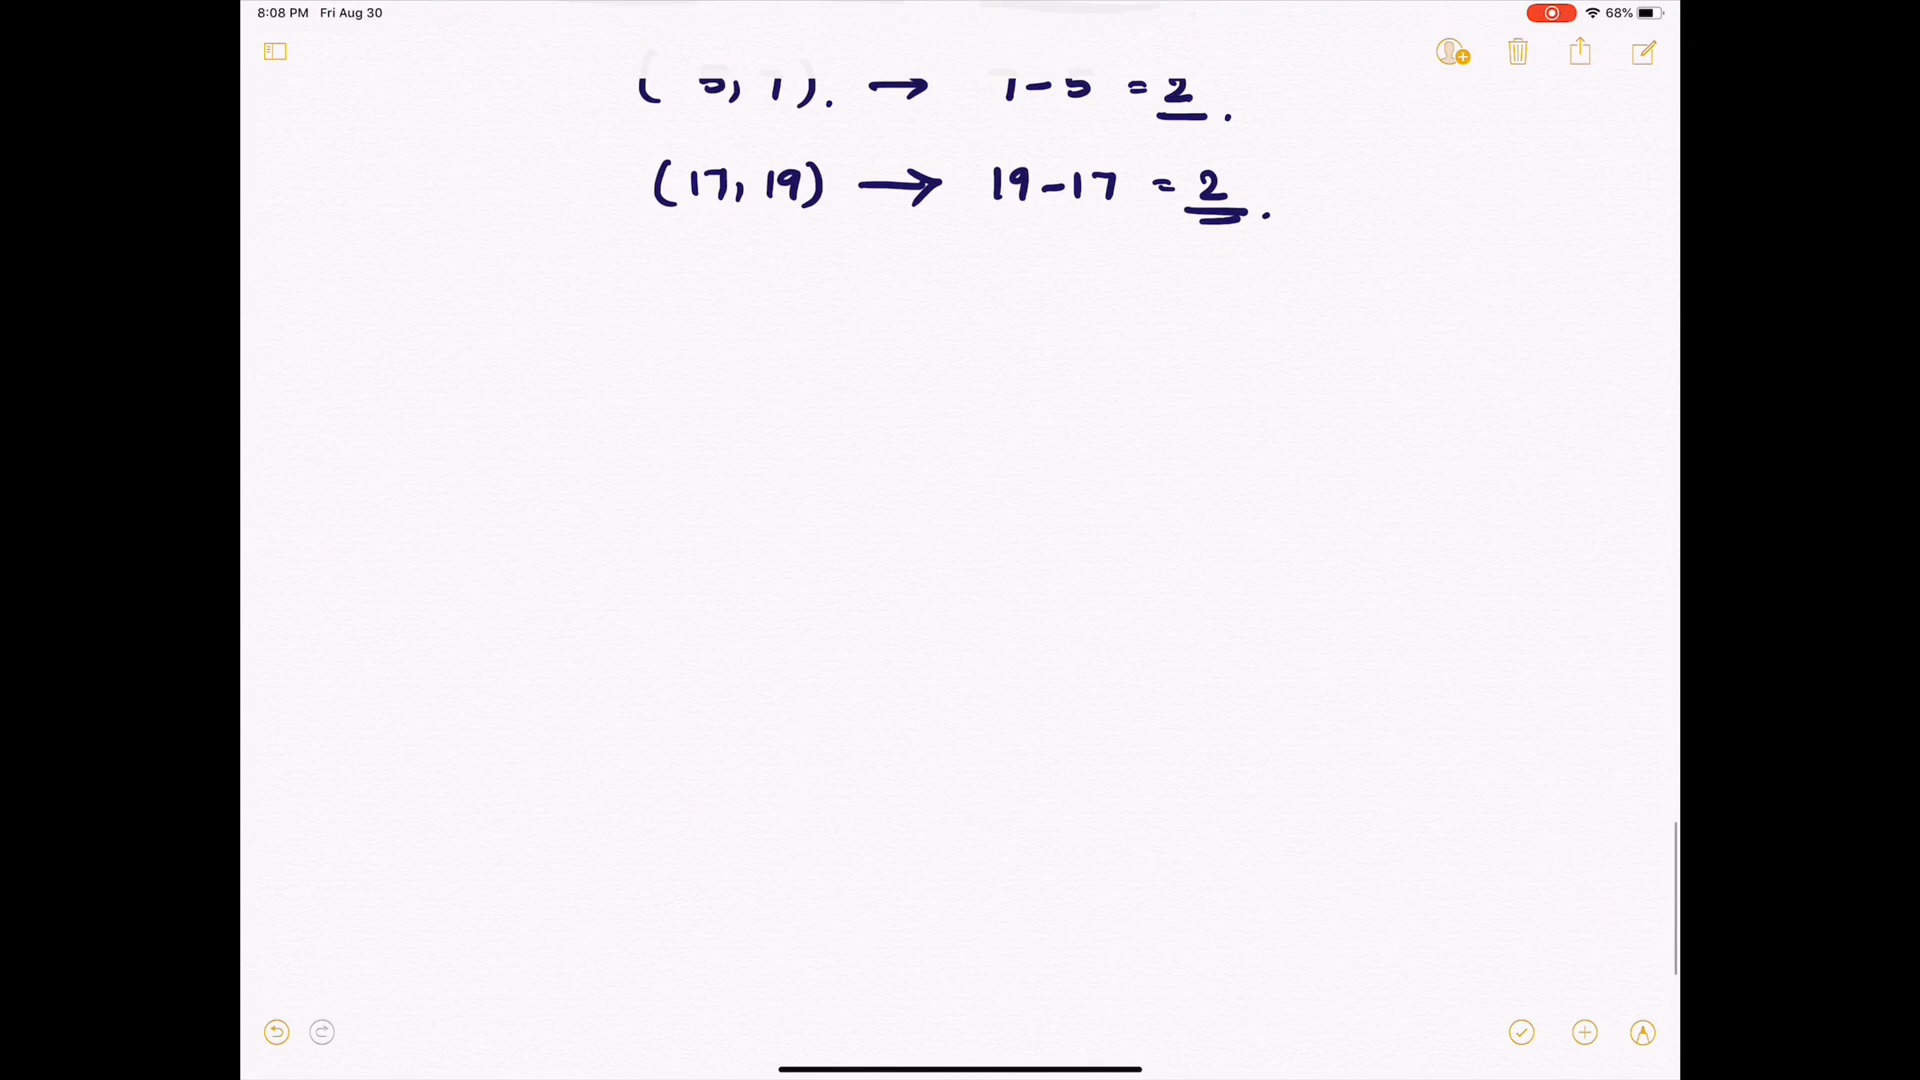 8:08 PM Fri Aug 30 68%
( 5, 7). → 7 - 5 = 2.
(17, 19) → 19 - 17 = 2.